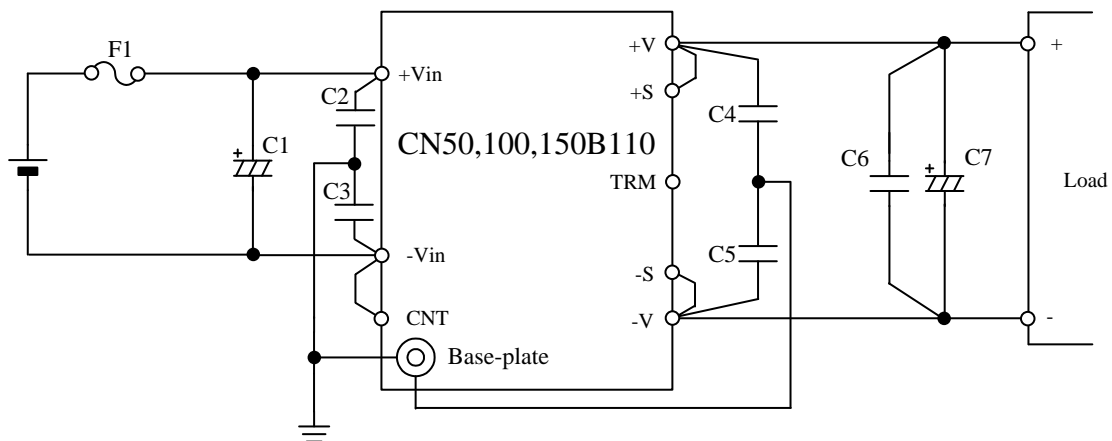 F1
+Vin
C2
C1
C3
-Vin
CNT
Base-plate
CN50,100,150B110
+V
+S
TRM
-S
-V
C4
C5
C6
+
C7
+
+
Load
-